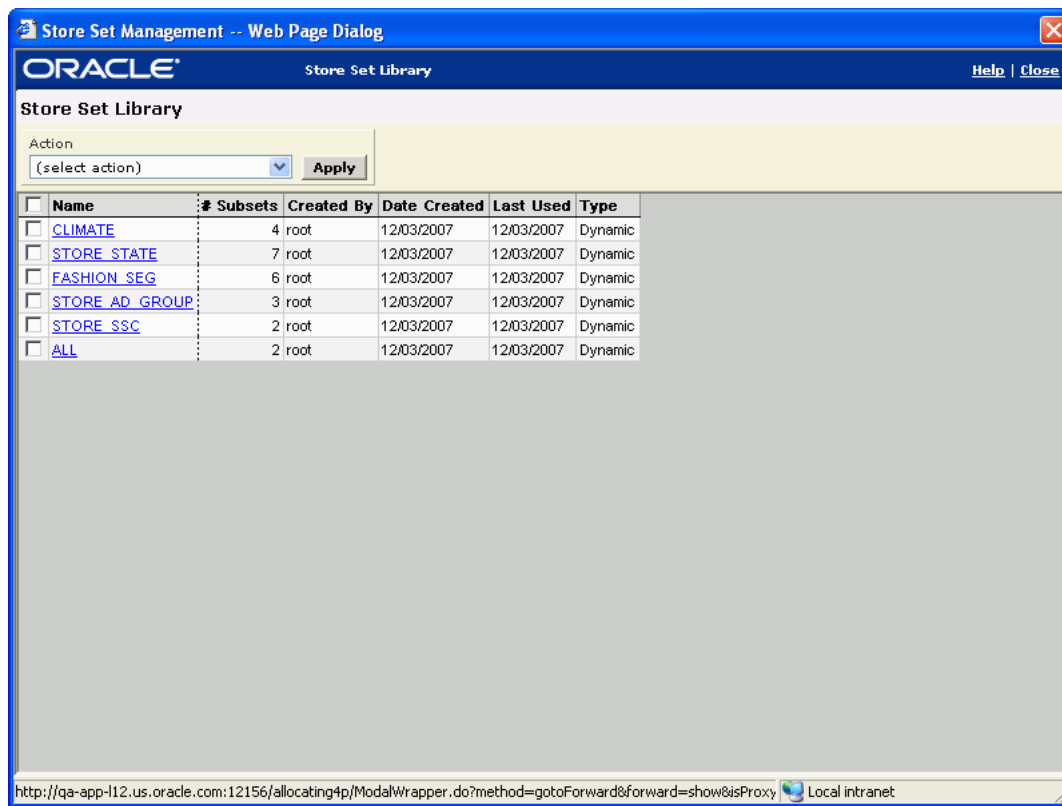 Store Set Management -- Web Page Dialog
ORACLE Store Set Library Help | Close
Store Set Library
Action
(select action) Apply
Name # Subsets Created By Date Created Last Used Type
CLIMATE 4 root 12/03/2007 12/03/2007 Dynamic
STORE_STATE 7 root 12/03/2007 12/03/2007 Dynamic
FASHION_SEG 6 root 12/03/2007 12/03/2007 Dynamic
STORE_AD_GROUP 3 root 12/03/2007 12/03/2007 Dynamic
STORE_SSC 2 root 12/03/2007 12/03/2007 Dynamic
ALL 2 root 12/03/2007 12/03/2007 Dynamic
http://qa-app-l12.us.oracle.com:12156/allocating4p/ModalWrapper.do?method=gotoForward&forward=show&isProxy Local intranet